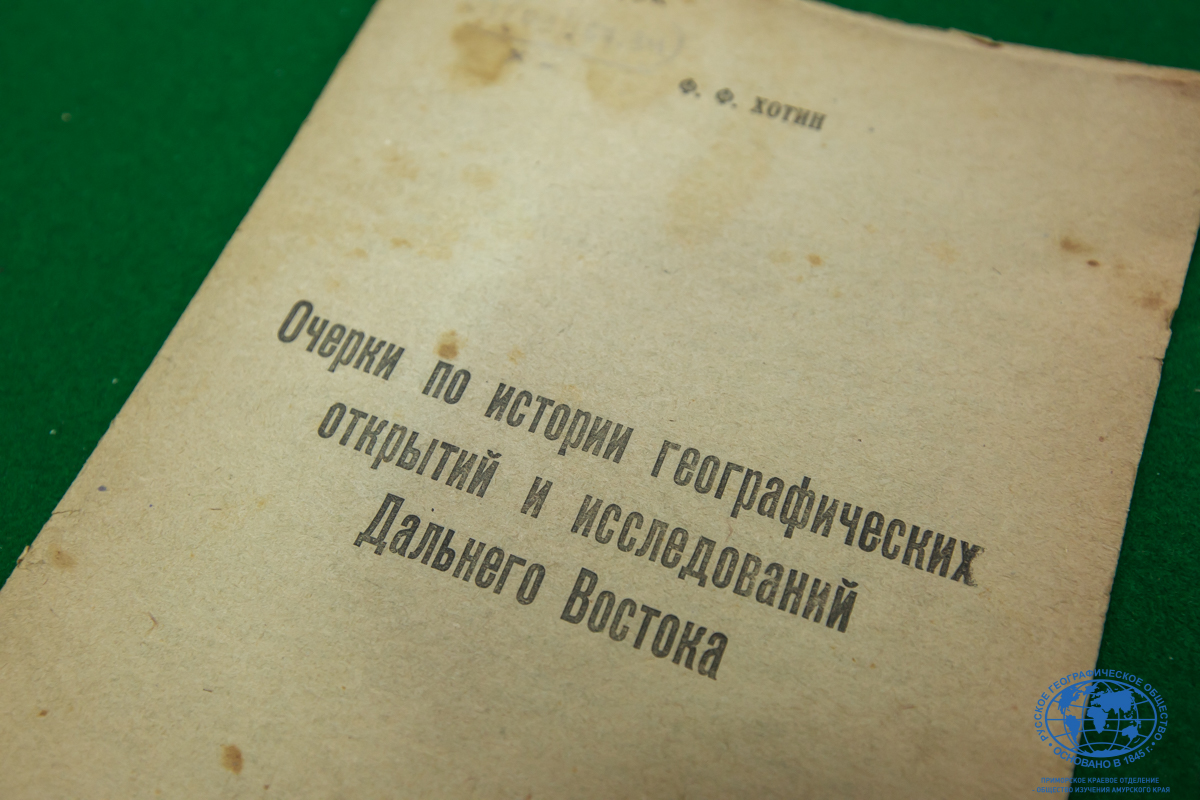 Ф. Ф. ХОТИН
Очерки по истории географических
открытий и исследований
Дальнего Востока
РУССКОЕ ГЕОГРАФИЧЕСКОЕ ОБЩЕСТВО
ОСНОВАНО В 1845 г.
ПРИМОРСКОЕ КРАЕВОЕ ОТДЕЛЕНИЕ
ОБЩЕСТВО ИЗУЧЕНИЯ АМУРСКОГО КРАЯ